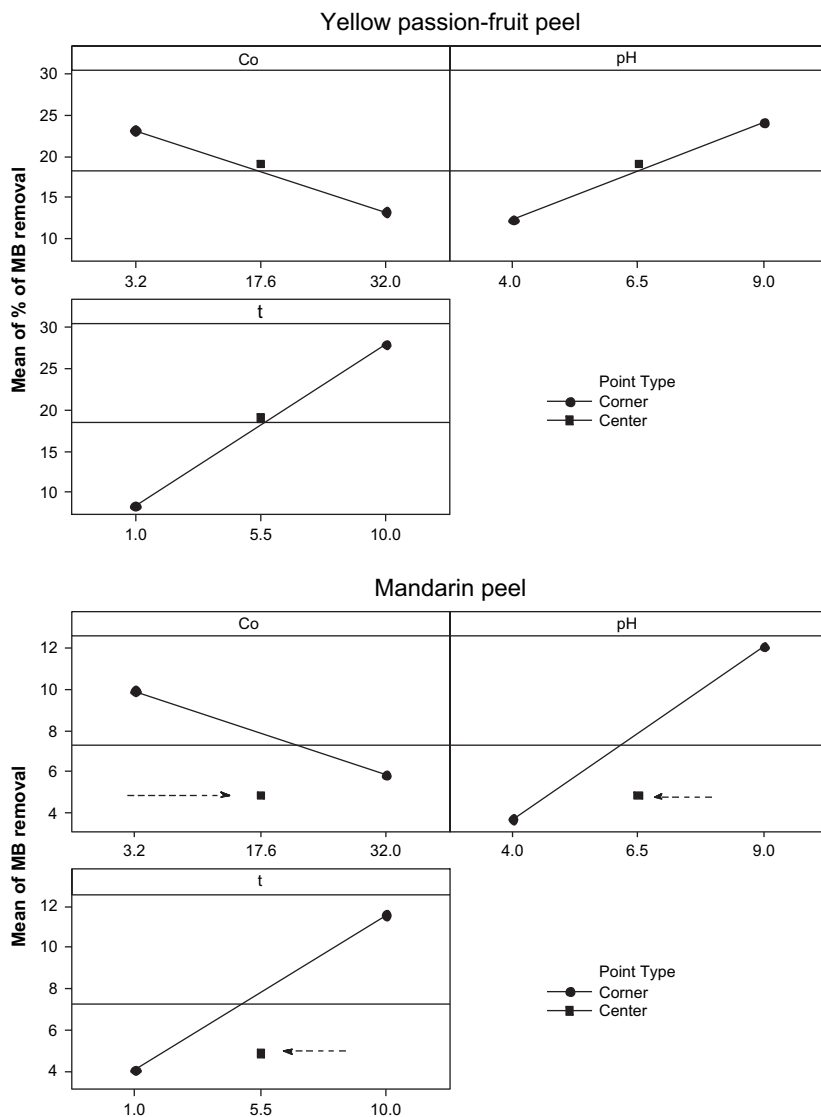 Yellow passion-fruit peel
Co pH
30
25
20
15
10
3.2 17.6 32.0 4.0 6.5 9.0
Mean of % of MB removal
t
30
25
20
15
10
1.0 5.5 10.0
Point Type
Corner
Center
Mandarin peel
Co pH
12
10
8
6
4
3.2 17.6 32.0 4.0 6.5 9.0
Mean of MB removal
t
12
10
8
6
4
1.0 5.5 10.0
Point Type
Corner
Center